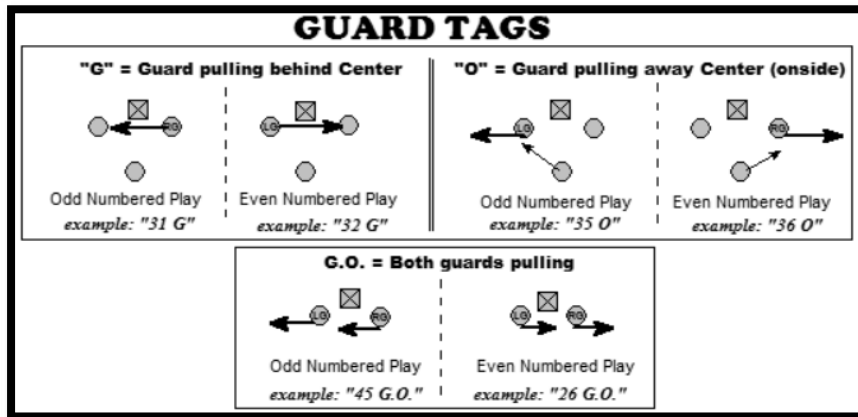 GUARD TAGS
"G" = Guard pulling behind Center
"O" = Guard pulling away Center (onside)
RG
LG
LG
RG
Odd Numbered Play
Even Numbered Play
Odd Numbered Play
Even Numbered Play
example: "31 G"
example: "32 G"
example: "35 O"
example: "36 O"
G.O. = Both guards pulling
LG
RG
LG
RG
Odd Numbered Play
Even Numbered Play
example: "45 G.O."
example: "26 G.O."